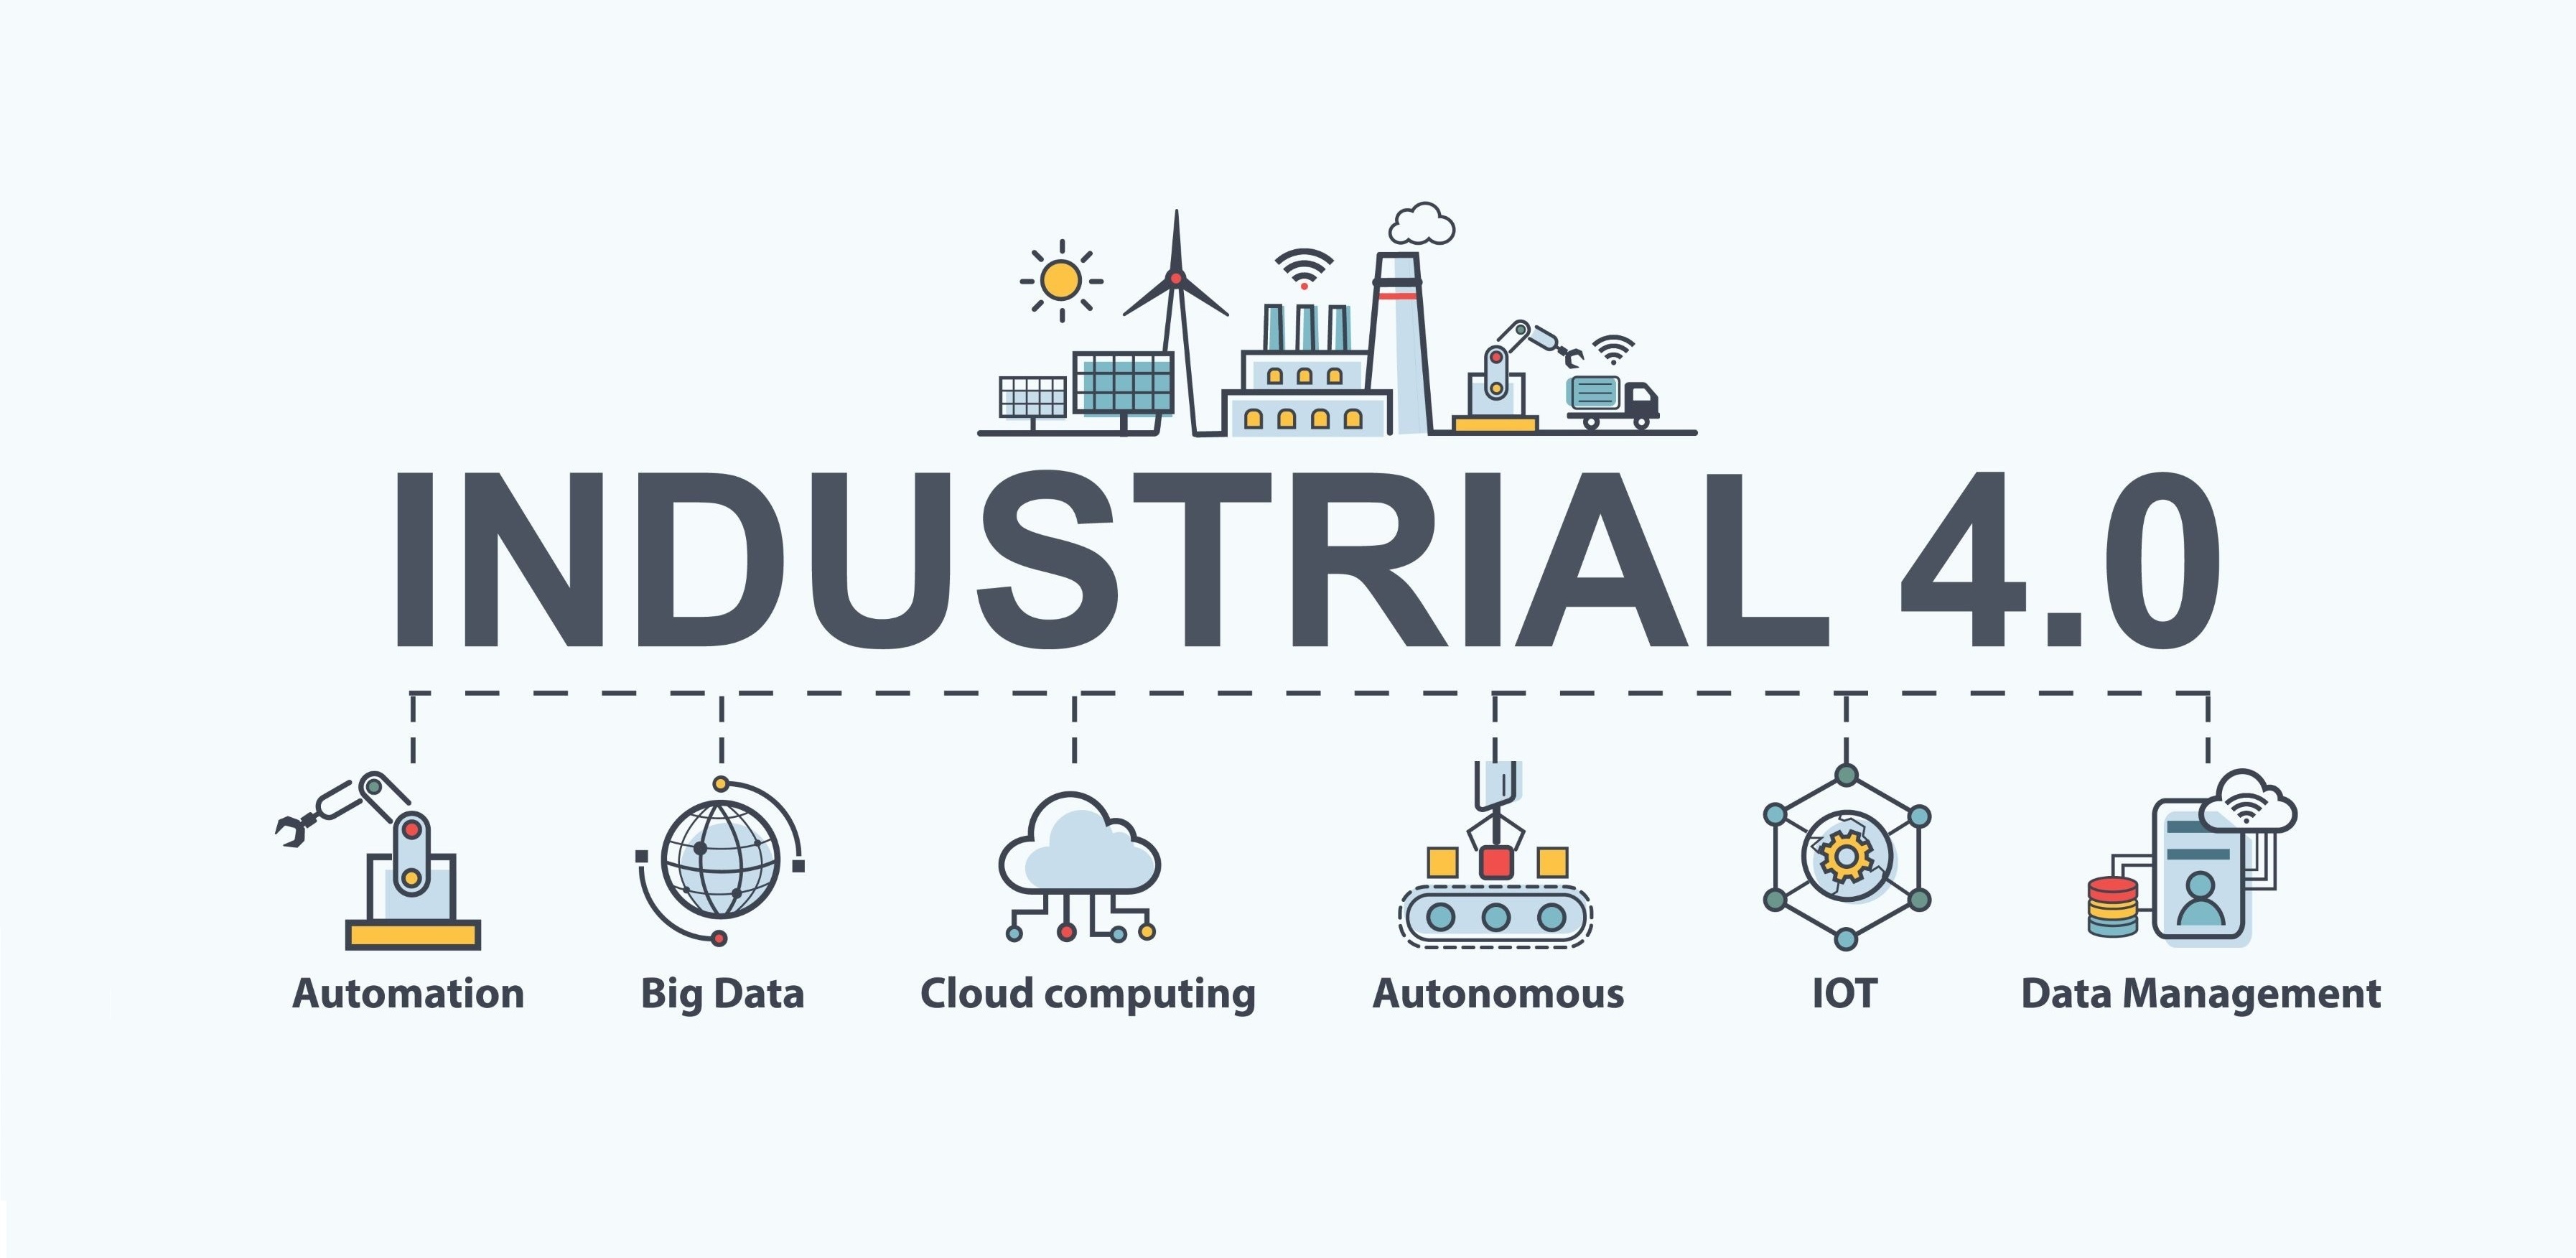 INDUSTRIAL 4.0
Automation
Big Data
Cloud computing
Autonomous
IOT
Data Management